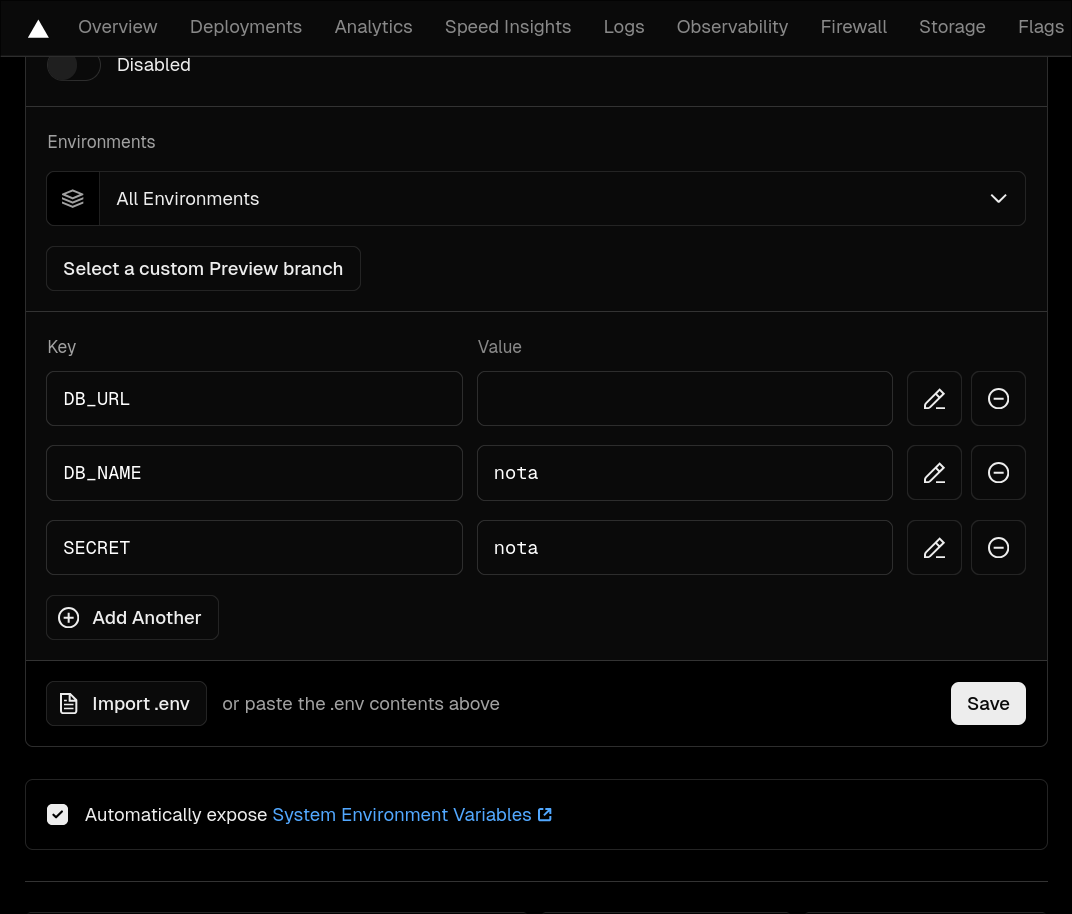 Overview Deployments Analytics Speed Insights Logs Observability Firewall Storage Flags
Disabled
Environments
All Environments
Select a custom Preview branch
Key Value
DB_URL
DB_NAME nota
SECRET nota
Add Another
Import .env or paste the .env contents above Save
Automatically expose System Environment Variables